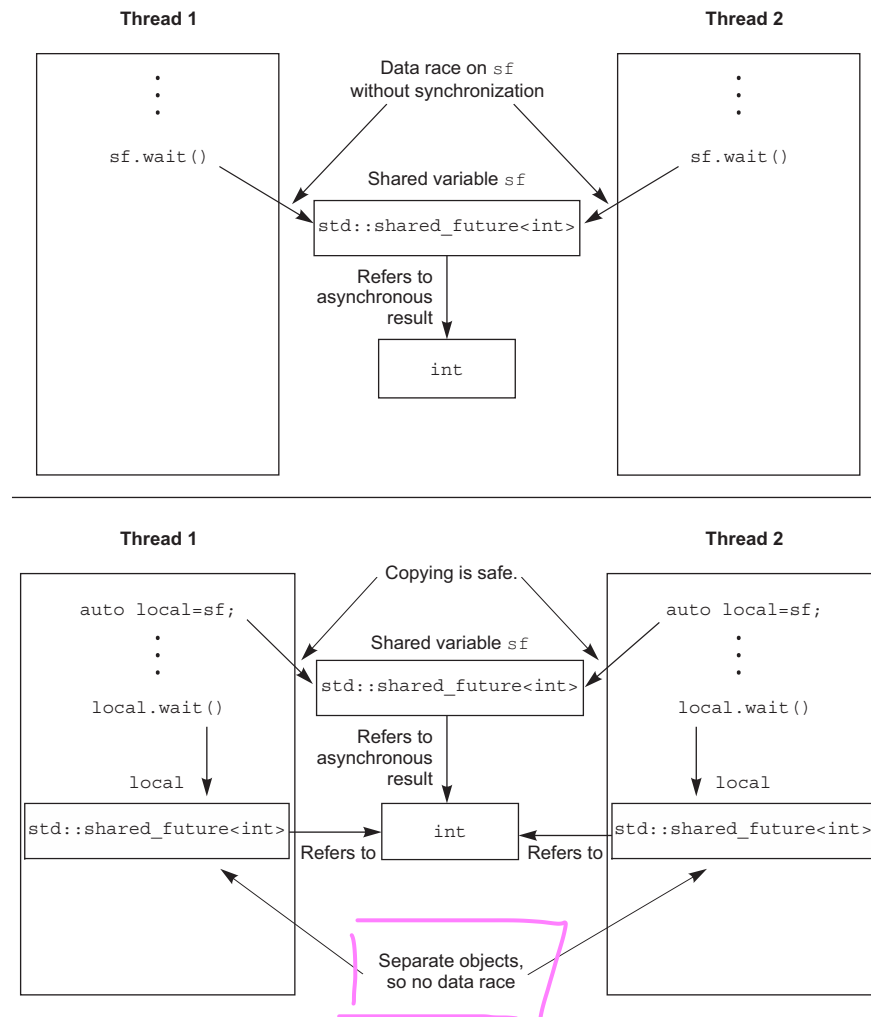 Thread 1
Thread 2
Data race on sf
without synchronization
sf.wait()
sf.wait()
Shared variable sf
std::shared_future<int>
Refers to
asynchronous
result
int
Thread 1
Thread 2
Copying is safe.
auto local=sf;
auto local=sf;
Shared variable sf
std::shared_future<int>
local.wait()
local.wait()
Refers to
asynchronous
result
local
local
std::shared_future<int>
int
std::shared_future<int>
Refers to
Refers to
Separate objects,
so no data race